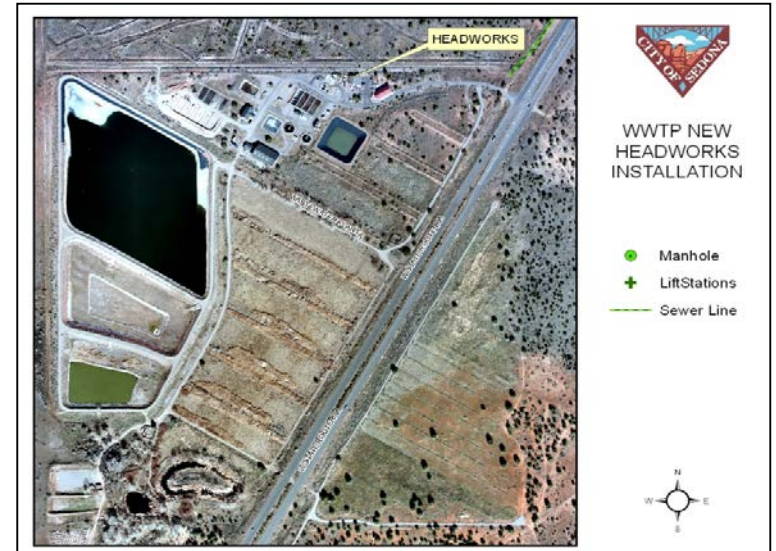 HEADWORKS
CITY OF SEDONA
WWTP NEW
HEADWORKS
INSTALLATION
Manhole
LiftStations
Sewer Line
N
W
E
S